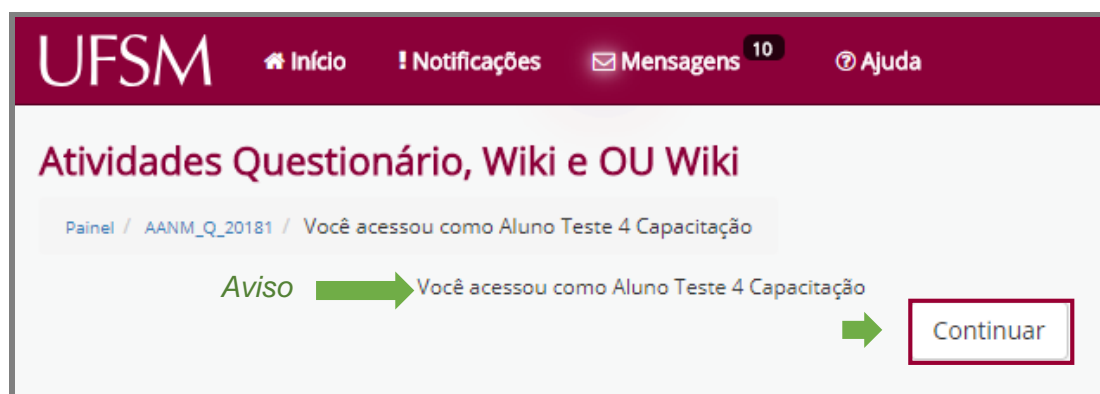 UFSM Início ! Notificações Mensagens 10 Ajuda
Atividades Questionário, Wiki e OU Wiki
Painel / AANM_Q_20181 / Você acessou como Aluno Teste 4 Capacitação
Aviso Você acessou como Aluno Teste 4 Capacitação
Continuar